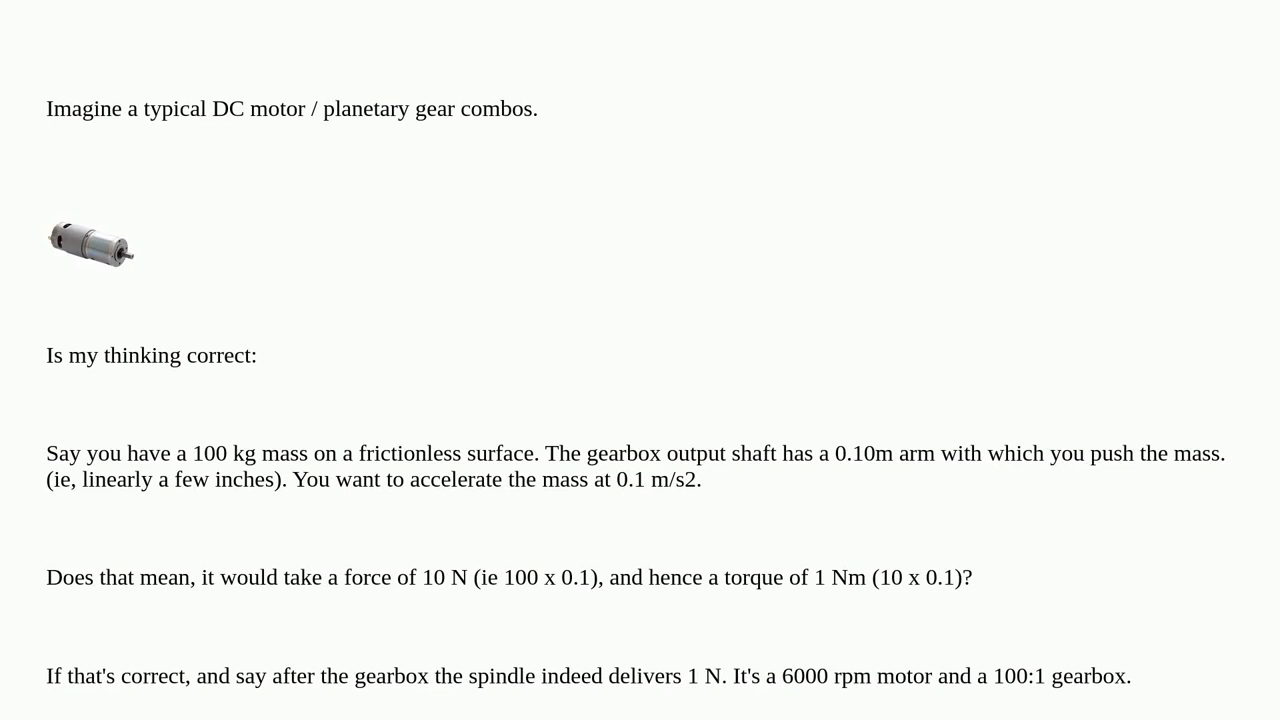 Imagine a typical DC motor / planetary gear combos.
Is my thinking correct:
Say you have a 100 kg mass on a frictionless surface. The gearbox output shaft has a 0.10m arm with which you push the mass.
(ie, linearly a few inches). You want to accelerate the mass at 0.1 m/s2.
Does that mean, it would take a force of 10 N (ie 100 x 0.1), and hence a torque of 1 Nm (10 x 0.1)?
If that's correct, and say after the gearbox the spindle indeed delivers 1 N. It's a 6000 rpm motor and a 100:1 gearbox.